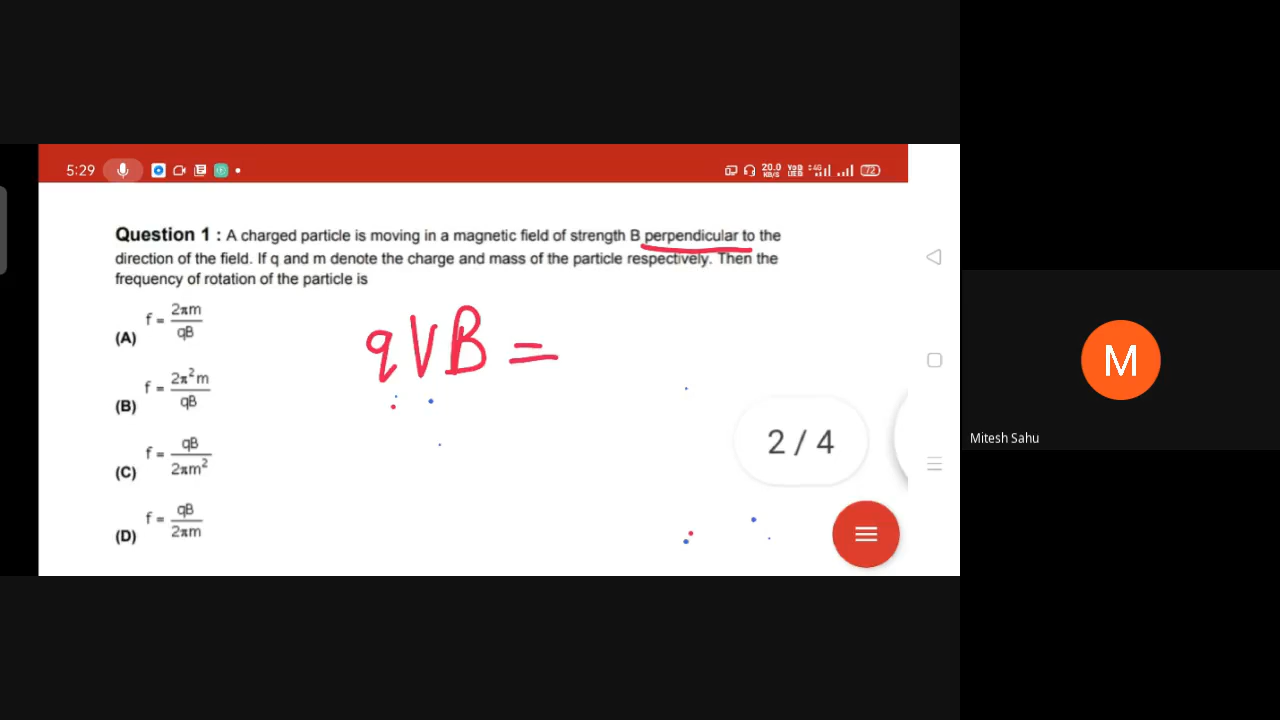 5:29
20.0 KB/S
4G
72
Question 1 : A charged particle is moving in a magnetic field of strength B perpendicular to the
direction of the field. If q and m denote the charge and mass of the particle respectively. Then the
frequency of rotation of the particle is
(A) f = 2πm / qB
(B) f = 2π²m / qB
(C) f = qB / 2πm²
(D) f = qB / 2πm
qVB =
2 / 4
M
Mitesh Sahu